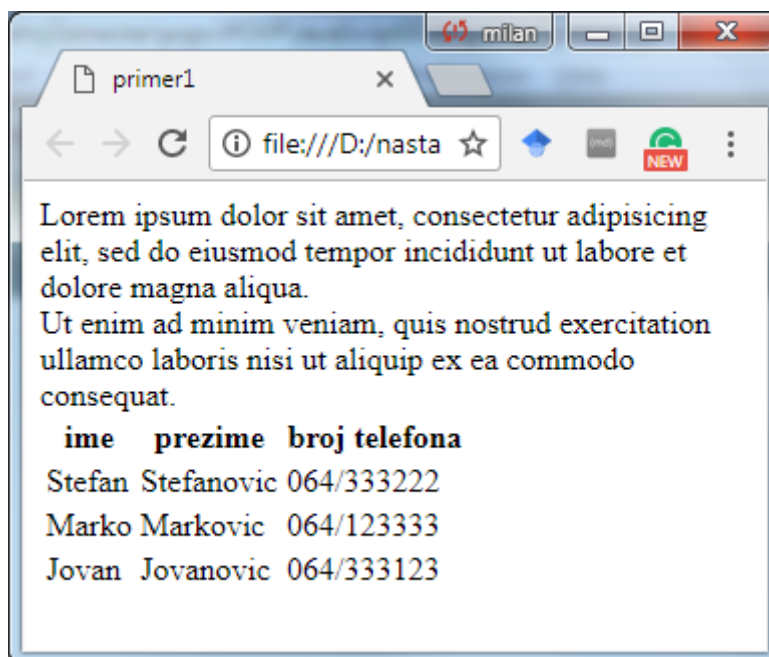 milan
primer1
file:///D:/nasta
(md)
NEW
Lorem ipsum dolor sit amet, consectetur adipisicing
elit, sed do eiusmod tempor incididunt ut labore et
dolore magna aliqua.
Ut enim ad minim veniam, quis nostrud exercitation
ullamco laboris nisi ut aliquip ex ea commodo
consequat.
ime prezime broj telefona
Stefan Stefanovic 064/333222
Marko Markovic 064/123333
Jovan Jovanovic 064/333123